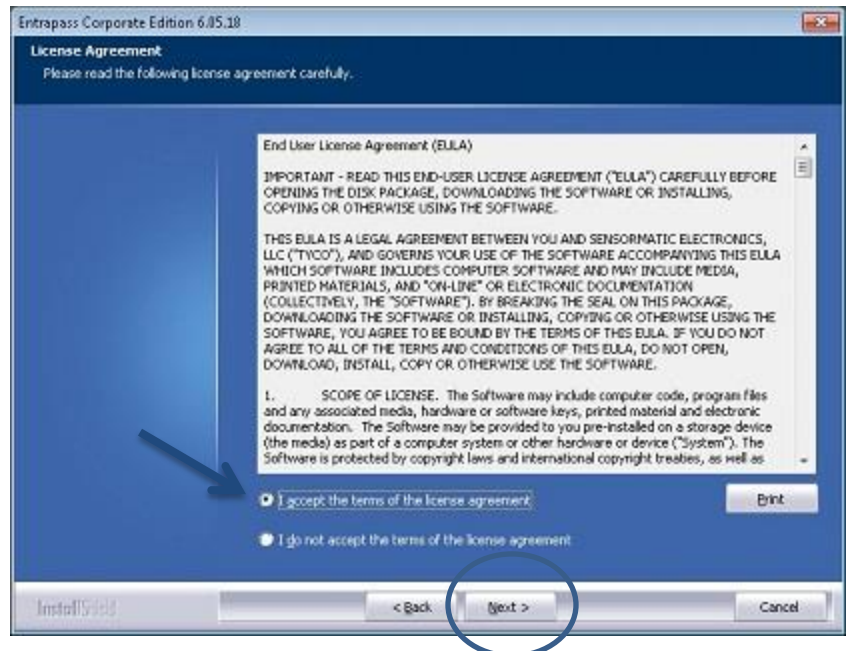 Entrapass Corporate Edition 6.05.18
License Agreement
Please read the following license agreement carefully.
End User License Agreement (EULA)
IMPORTANT - READ THIS END-USER LICENSE AGREEMENT ("EULA") CAREFULLY BEFORE
OPENING THE DISK PACKAGE, DOWNLOADING THE SOFTWARE OR INSTALLING,
COPYING OR OTHERWISE USING THE SOFTWARE.
THIS EULA IS A LEGAL AGREEMENT BETWEEN YOU AND SENSORMATIC ELECTRONICS,
LLC ("TYCO"), AND GOVERNS YOUR USE OF THE SOFTWARE ACCOMPANYING THIS EULA
WHICH SOFTWARE INCLUDES COMPUTER SOFTWARE AND MAY INCLUDE MEDIA,
PRINTED MATERIALS, AND "ON-LINE" OR ELECTRONIC DOCUMENTATION
(COLLECTIVELY, THE "SOFTWARE"). BY BREAKING THE SEAL ON THIS PACKAGE,
DOWNLOADING THE SOFTWARE OR INSTALLING, COPYING OR OTHERWISE USING THE
SOFTWARE, YOU AGREE TO BE BOUND BY THE TERMS OF THIS EULA. IF YOU DO NOT
AGREE TO ALL OF THE TERMS AND CONDITIONS OF THIS EULA, DO NOT OPEN,
DOWNLOAD, INSTALL, COPY OR OTHERWISE USE THE SOFTWARE.
1. SCOPE OF LICENSE. The Software may include computer code, program files
and any associated media, hardware or software keys, printed material and electronic
documentation. The Software may be provided to you pre-installed on a storage device
(the media) as part of a computer system or other hardware or device ("System"). The
Software is protected by copyright laws and international copyright treaties, as well as
I accept the terms of the license agreement
Print
I do not accept the terms of the license agreement
InstallShield
< Back
Next >
Cancel